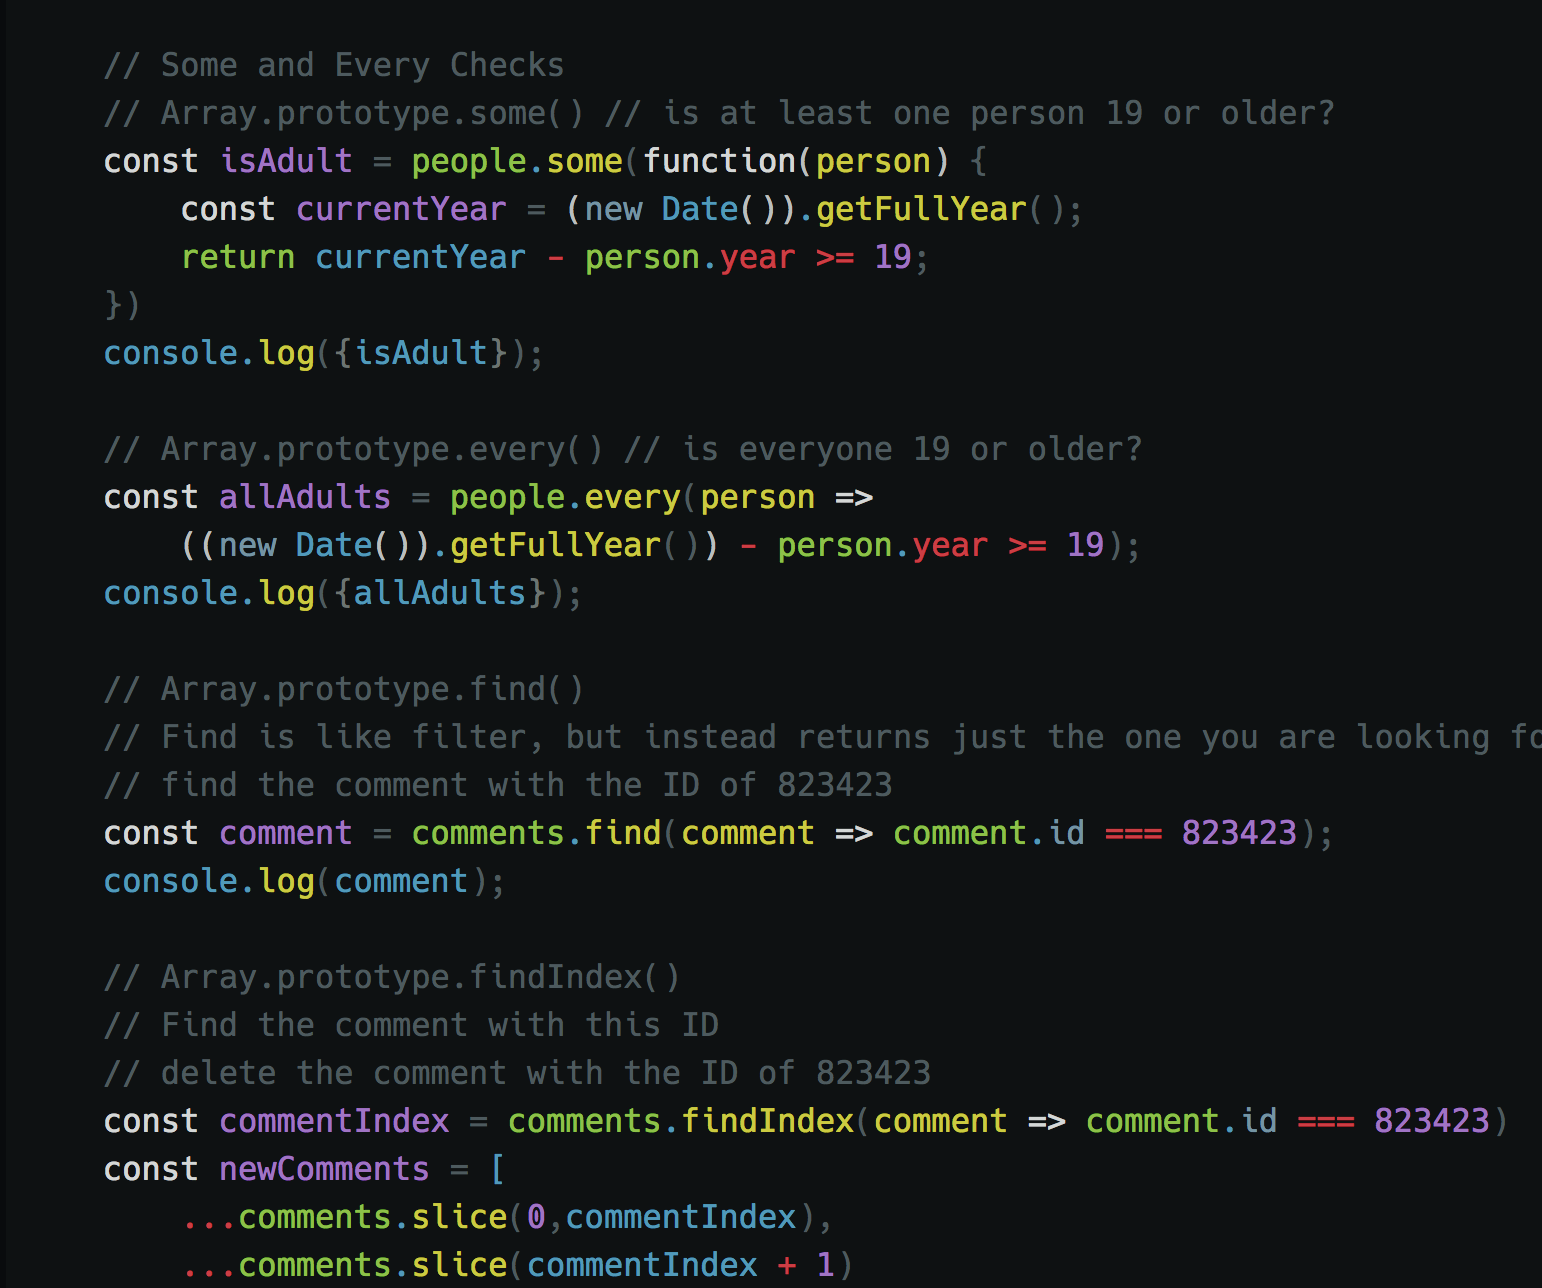 // Some and Every Checks
// Array.prototype.some() // is at least one person 19 or older?
const isAdult = people.some(function(person) {
    const currentYear = (new Date()).getFullYear();
    return currentYear - person.year >= 19;
})
console.log({isAdult});
// Array.prototype.every() // is everyone 19 or older?
const allAdults = people.every(person =>
    ((new Date()).getFullYear()) - person.year >= 19);
console.log({allAdults});
// Array.prototype.find()
// Find is like filter, but instead returns just the one you are looking
// find the comment with the ID of 823423
const comment = comments.find(comment => comment.id === 823423);
console.log(comment);
// Array.prototype.findIndex()
// Find the comment with this ID
// delete the comment with the ID of 823423
const commentIndex = comments.findIndex(comment => comment.id === 823423)
const newComments = [
    ...comments.slice(0,commentIndex),
    ...comments.slice(commentIndex + 1)